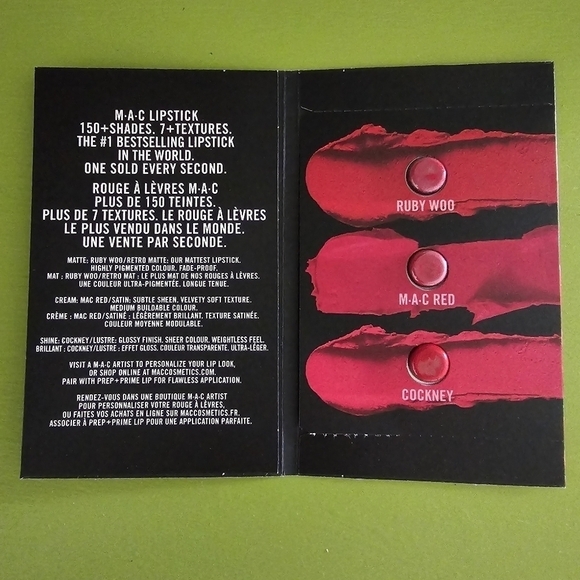 M·A·C LIPSTICK
150+SHADES. 7+TEXTURES.
THE #1 BESTSELLING LIPSTICK
IN THE WORLD.
ONE SOLD EVERY SECOND.
ROUGE À LÈVRES M·A·C
PLUS DE 150 TEINTES.
PLUS DE 7 TEXTURES. LE ROUGE À LÈVRES
LE PLUS VENDU DANS LE MONDE.
UNE VENTE PAR SECONDE.
MATTE: RUBY WOO/RETRO MATTE: OUR MATTEST LIPSTICK.
HIGHLY PIGMENTED COLOUR. FADE-PROOF.
MAT : RUBY WOO/RETRO MAT : LE PLUS MAT DE NOS ROUGES À LÈVRES.
UNE COULEUR ULTRA-PIGMENTÉE. LONGUE TENUE.
CREAM: MAC RED/SATIN: SUBTLE SHEEN, VELVETY SOFT TEXTURE.
MEDIUM BUILDABLE COLOUR.
CRÈME : MAC RED/SATINÉ : LÉGÈREMENT BRILLANT. TEXTURE SATINÉE.
COULEUR MOYENNE MODULABLE.
SHINE: COCKNEY/LUSTRE: GLOSSY FINISH. SHEER COLOUR. WEIGHTLESS FEEL.
BRILLANT : COCKNEY/LUSTRE : EFFET GLOSS. COULEUR TRANSPARENTE. ULTRA-LÉGER.
VISIT A M·A·C ARTIST TO PERSONALIZE YOUR LIP LOOK,
OR SHOP ONLINE AT MACCOSMETICS.COM.
PAIR WITH PREP+PRIME LIP FOR FLAWLESS APPLICATION.
RENDEZ-VOUS DANS UNE BOUTIQUE M·A·C ARTIST
POUR PERSONNALISER VOTRE ROUGE À LÈVRES,
OU FAITES VOS ACHATS EN LIGNE SUR MACCOSMETICS.FR.
ASSOCIER À PREP+PRIME LIP POUR UNE APPLICATION PARFAITE.
RUBY WOO
M·A·C RED
COCKNEY